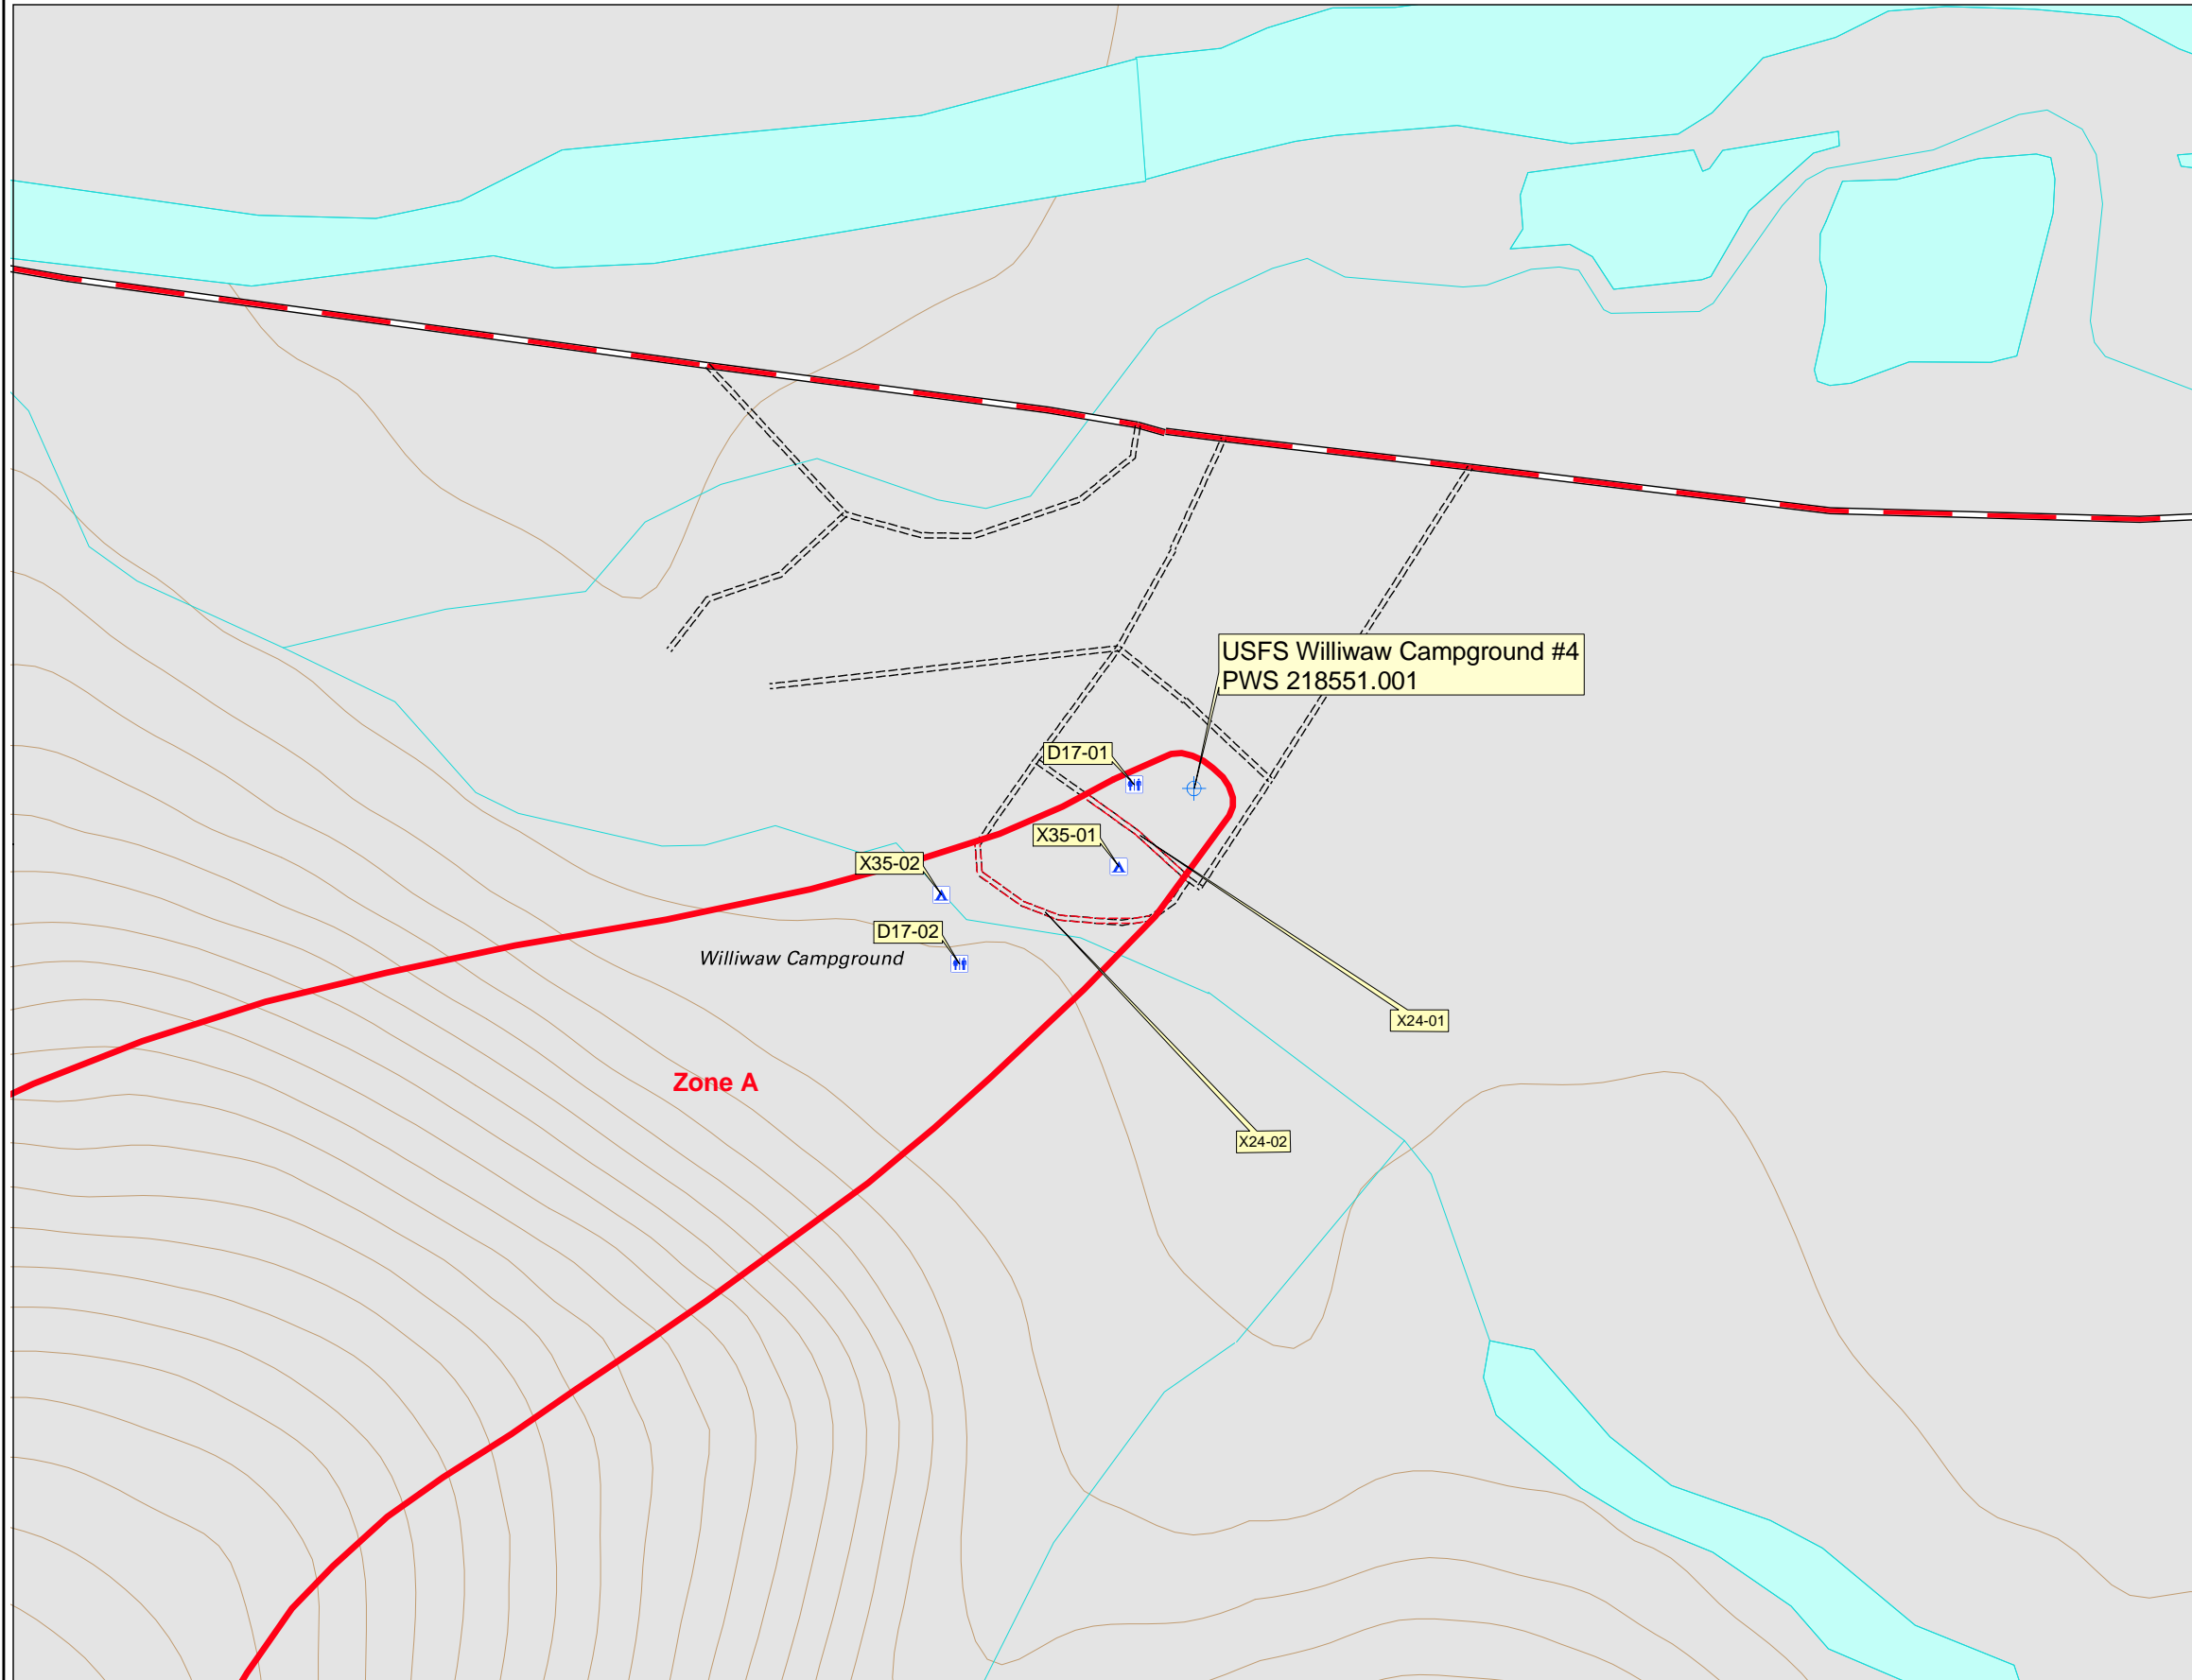 USFS Williwaw Campground #4
PWS 218551.001
D17-01
X35-01
X35-02
D17-02
Williwaw Campground
X24-01
Zone A
X24-02